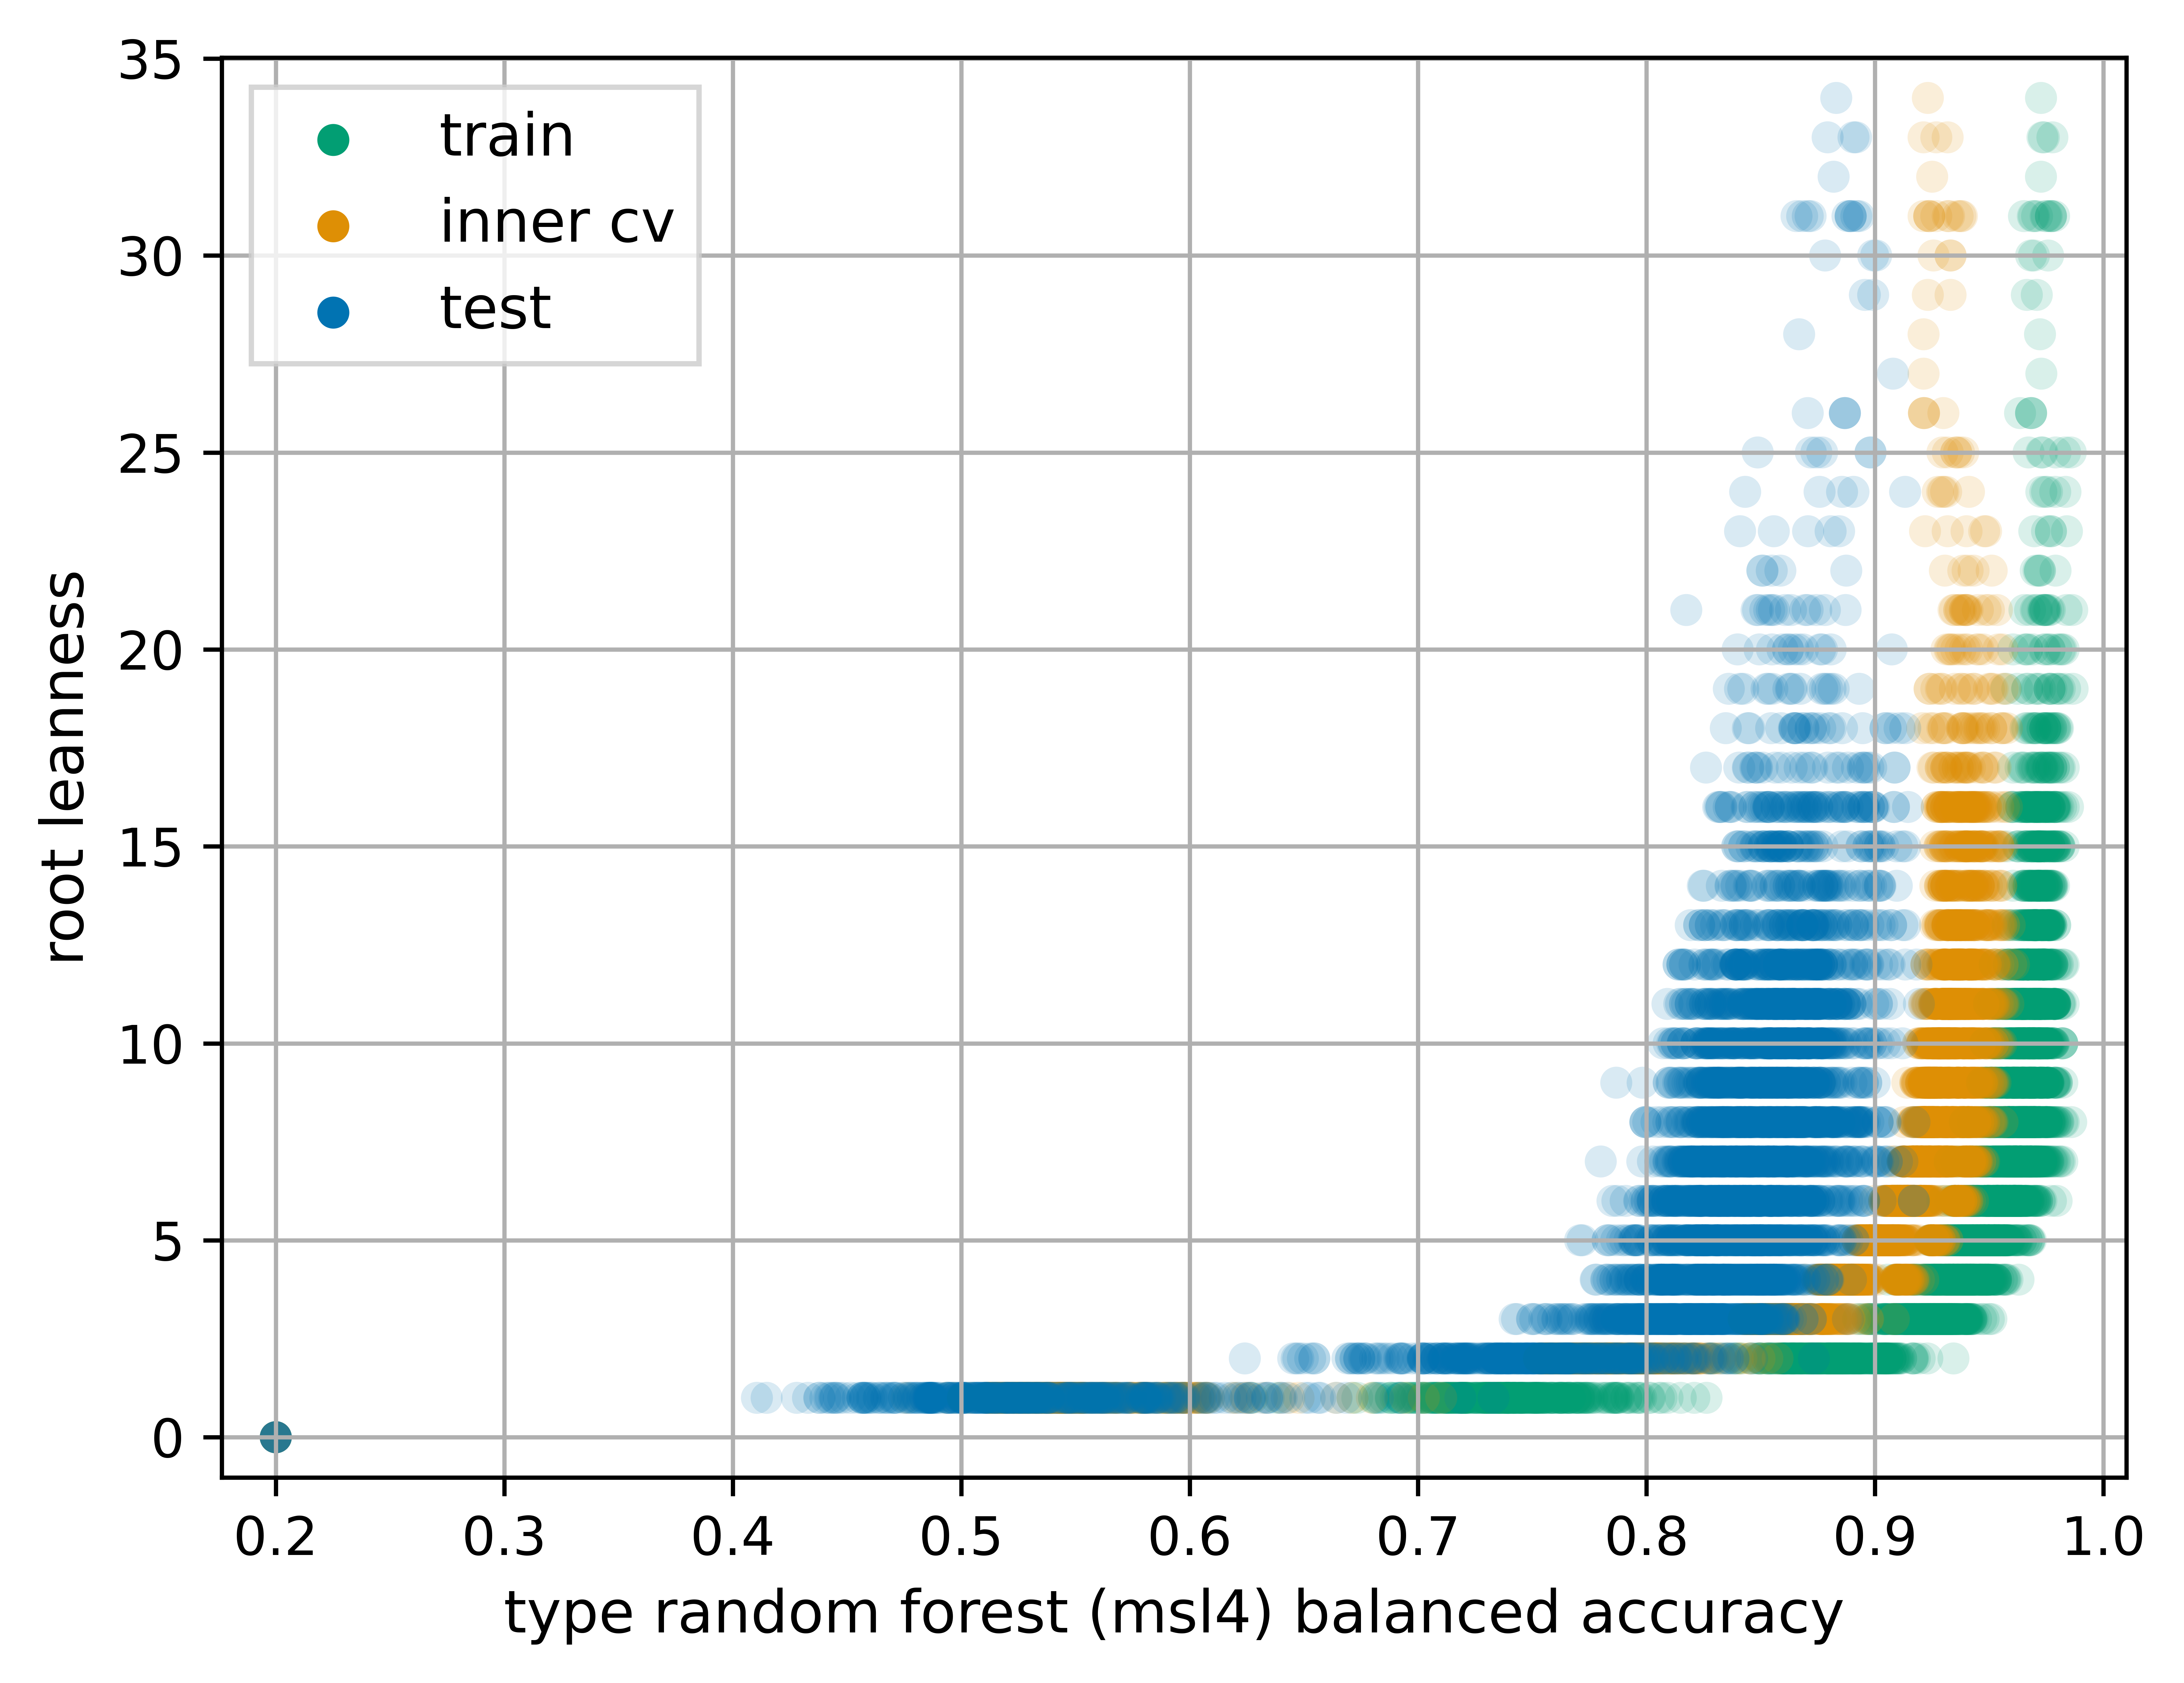 35
30
25
20
15
10
5
0
root leanness
train
inner cv
test
0.2 0.3 0.4 0.5 0.6 0.7 0.8 0.9 1.0
type random forest (msl4) balanced accuracy